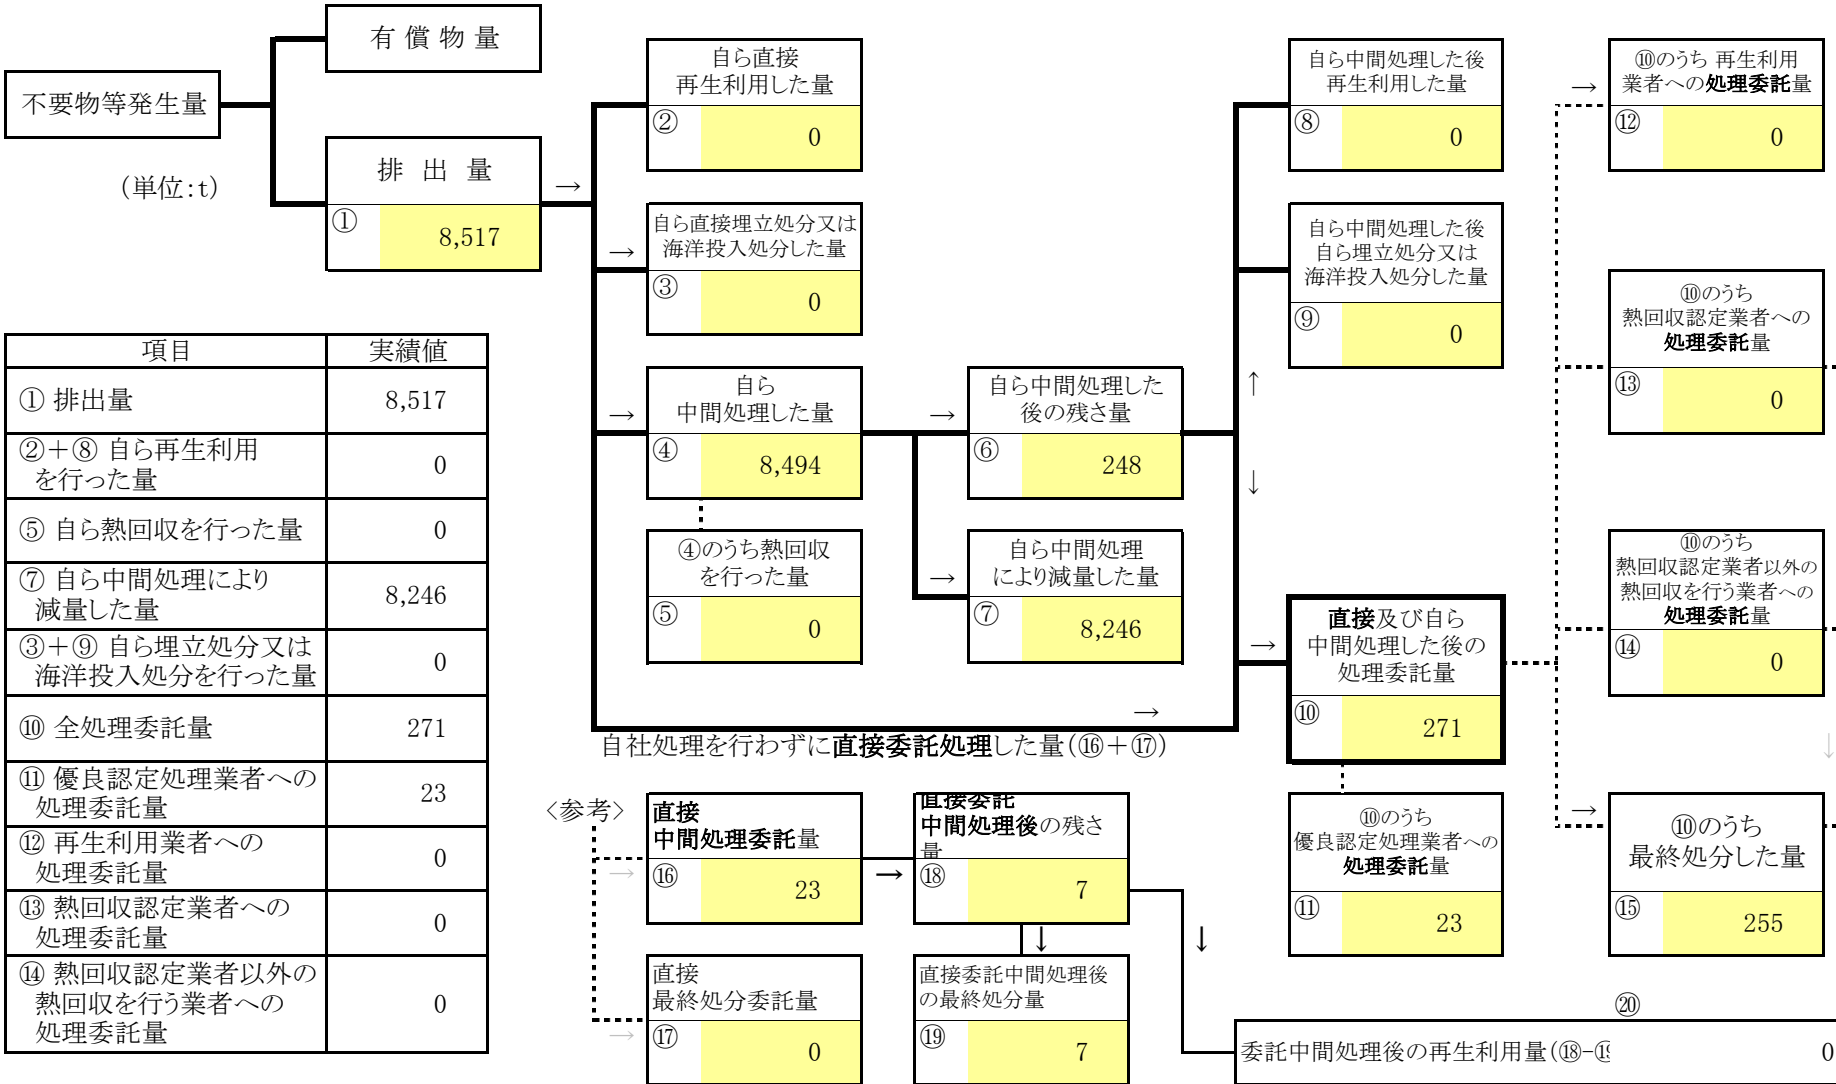 有 償 物 量
不要物等発生量
(単位:t)
排 出 量
→
①
8,517
自ら直接
再生利用した量
②
0
→
自ら直接埋立処分又は
海洋投入処分した量
③
0
→
自ら
中間処理した量
④
8,494
④のうち熱回収
を行った量
⑤
0
→
自ら中間処理した
後の残さ量
⑥
248
→
自ら中間処理
により減量した量
⑦
8,246
自ら中間処理した後
再生利用した量
⑧
0
自ら中間処理した後
自ら埋立処分又は
海洋投入処分した量
⑨
0
↑
↓
→
直接及び自ら
中間処理した後の
処理委託量
⑩
271
→
自社処理を行わずに直接委託処理した量(⑯+⑰)
⑩のうち
優良認定処理業者への
処理委託量
⑪
23
→
⑩のうち 再生利用
業者への処理委託量
⑫
0
⑩のうち
熱回収認定業者への
処理委託量
⑬
0
⑩のうち
熱回収認定業者以外の
熱回収を行う業者への
処理委託量
⑭
0
↓
→
⑩のうち
最終処分した量
⑮
255
項目 実績値
① 排出量 8,517
②+⑧ 自ら再生利用
を行った量 0
⑤ 自ら熱回収を行った量 0
⑦ 自ら中間処理により
減量した量 8,246
③+⑨ 自ら埋立処分又は
海洋投入処分を行った量 0
⑩ 全処理委託量 271
⑪ 優良認定処理業者への
処理委託量 23
⑫ 再生利用業者への
処理委託量 0
⑬ 熱回収認定業者への
処理委託量 0
⑭ 熱回収認定業者以外の
熱回収を行う業者への
処理委託量 0
<参考>
→
直接
中間処理委託量
⑯
23
→
直接委託
中間処理後の残さ
量
⑱
7
↓
↓
→
直接
最終処分委託量
⑰
0
直接委託中間処理後
の最終処分量
⑲
7
⑳
委託中間処理後の再生利用量(⑱-⑲ 0